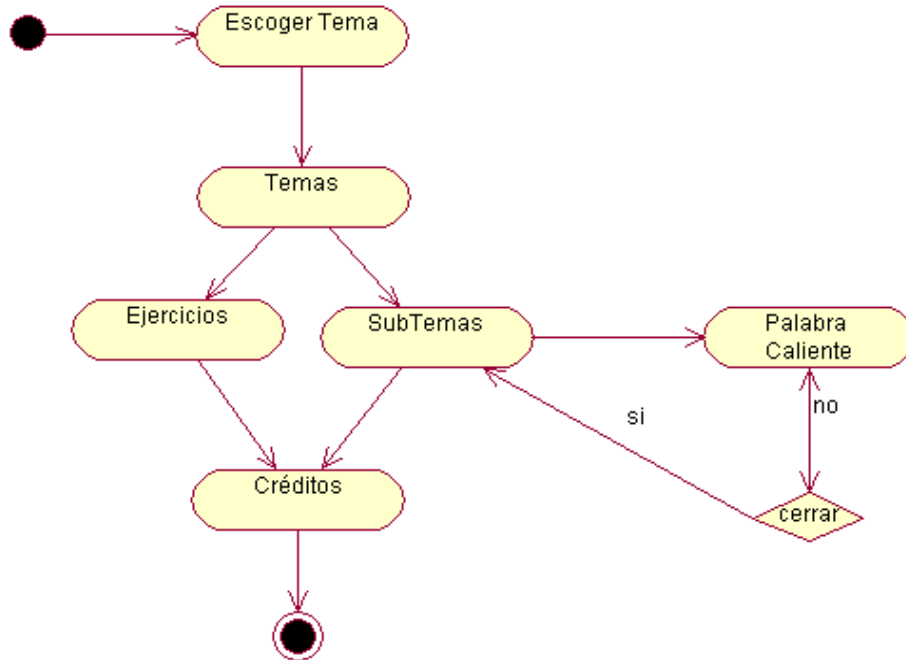 Escoger Tema
Temas
Ejercicios
SubTemas
Palabra
Caliente
si
no
Créditos
cerrar